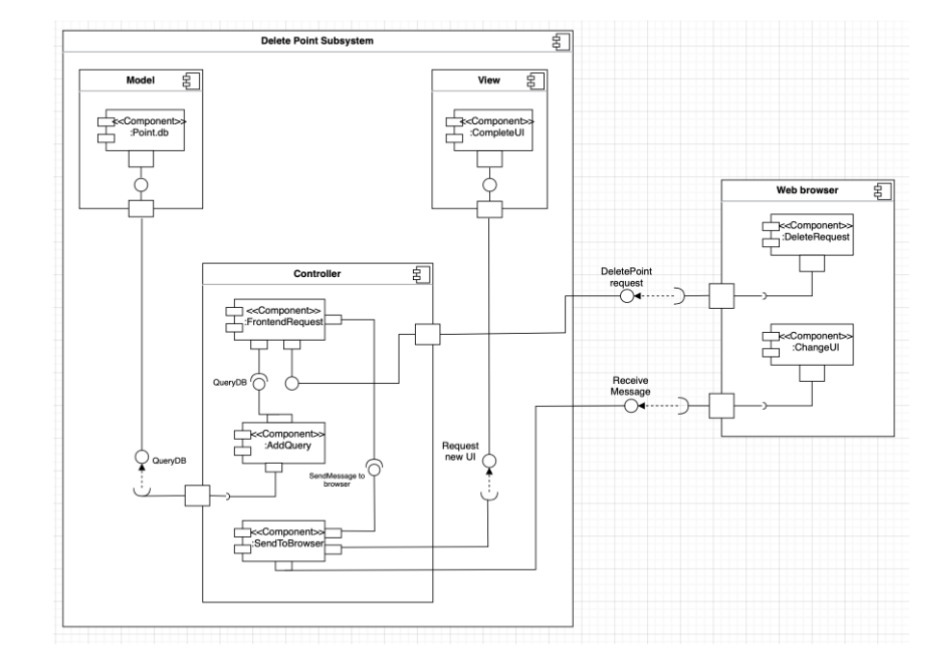 Delete Point Subsystem
Model
<<Component>>
:Point.db
View
<<Component>>
:CompleteUI
Web browser
<<Component>>
:DeleteRequest
<<Component>>
:ChangeUI
DeletePoint
request
Receive
Message
Controller
<<Component>>
:FrontendRequest
QueryDB
<<Component>>
:AddQuery
QueryDB
SendMessage to
browser
Request
new UI
<<Component>>
:SendToBrowser